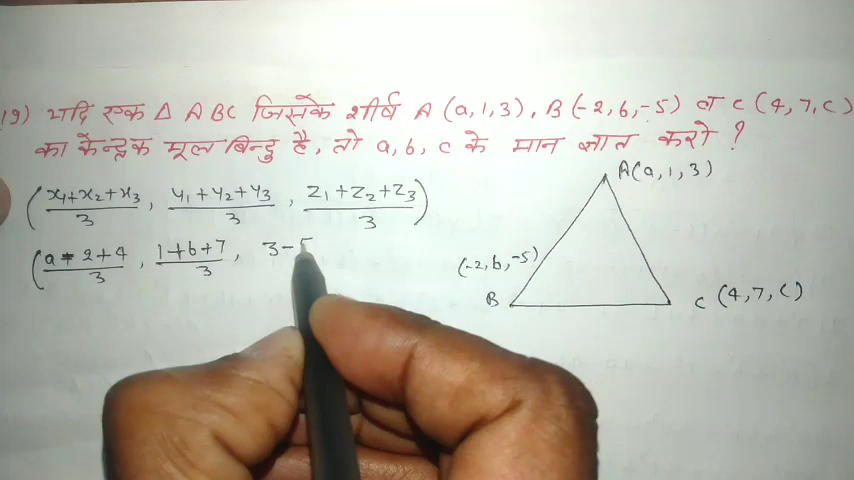 19) यदि एक Δ ABC जिसके शीर्ष A (a,1,3), B(-2,b,-5) व C (4,7,C)
का केन्द्रक मूल बिन्दु है, तो a, b, c के मान ज्ञात करो ?
(x1+x2+x3/3, y1+y2+y3/3, z1+z2+z3/3)
(a-2+4/3, 1+b+7/3, 3-5
A(a,1,3)
(-2,b,-5)
B
C (4,7,C)